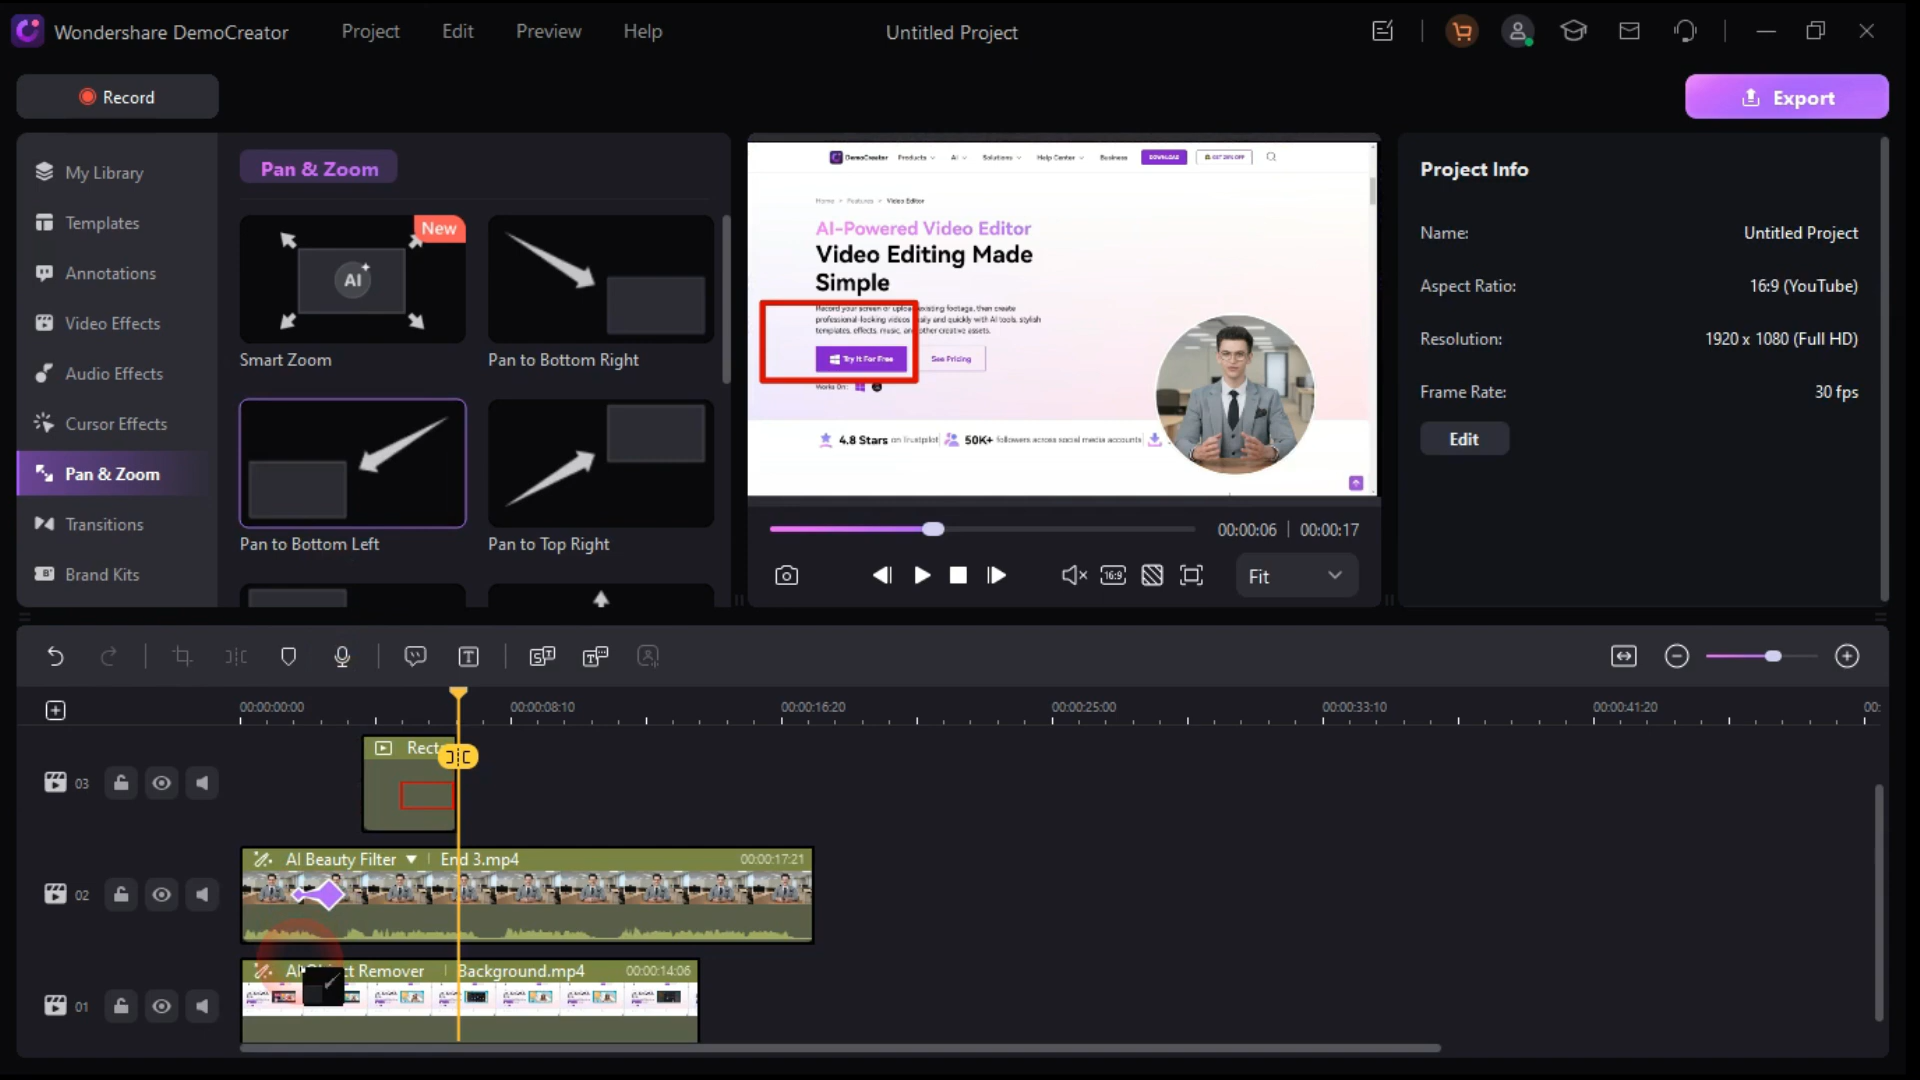 Wondershare DemoCreator
Project
Edit
Preview
Help
Untitled Project
Record
Export
My Library
Templates
Annotations
Video Effects
Audio Effects
Cursor Effects
Pan & Zoom
Transitions
Brand Kits
Pan & Zoom
New
AI
Smart Zoom
Pan to Bottom Right
Pan to Bottom Left
Pan to Top Right
DemoCreator Products AI Solutions Help Center Business DOWNLOAD GET 20% OFF
Home > Features > Video Editor
AI-Powered Video Editor
Video Editing Made
Simple
Record your screen or upload existing footage, then create
professional-looking videos easily and quickly with AI tools, stylish
templates, effects, music, and other creative assets.
Try It For Free
See Pricing
Works On:
4.8 Stars on Trustpilot
50K+ followers across social media accounts
00:00:06 | 00:00:17
16:9
Fit
Project Info
Name: Untitled Project
Aspect Ratio: 16:9 (YouTube)
Resolution: 1920 x 1080 (Full HD)
Frame Rate: 30 fps
Edit
00:00:00:00 00:00:08:10 00:00:16:20 00:00:25:00 00:00:33:10 00:00:41:20 00:
03
Rect
02
AI Beauty Filter End 3.mp4 00:00:17:21
01
Remover Background.mp4 00:00:14:06